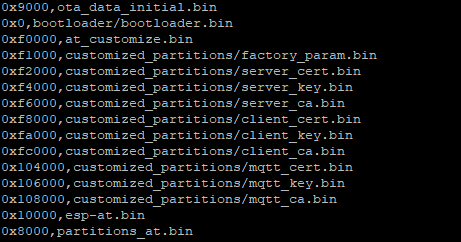 0x9000,ota_data_initial.bin
0x0,bootloader/bootloader.bin
0xf0000,at_customize.bin
0xf1000,customized_partitions/factory_param.bin
0xf2000,customized_partitions/server_cert.bin
0xf4000,customized_partitions/server_key.bin
0xf6000,customized_partitions/server_ca.bin
0xf8000,customized_partitions/client_cert.bin
0xfa000,customized_partitions/client_key.bin
0xfc000,customized_partitions/client_ca.bin
0x104000,customized_partitions/mqtt_cert.bin
0x106000,customized_partitions/mqtt_key.bin
0x108000,customized_partitions/mqtt_ca.bin
0x10000,esp-at.bin
0x8000,partitions_at.bin